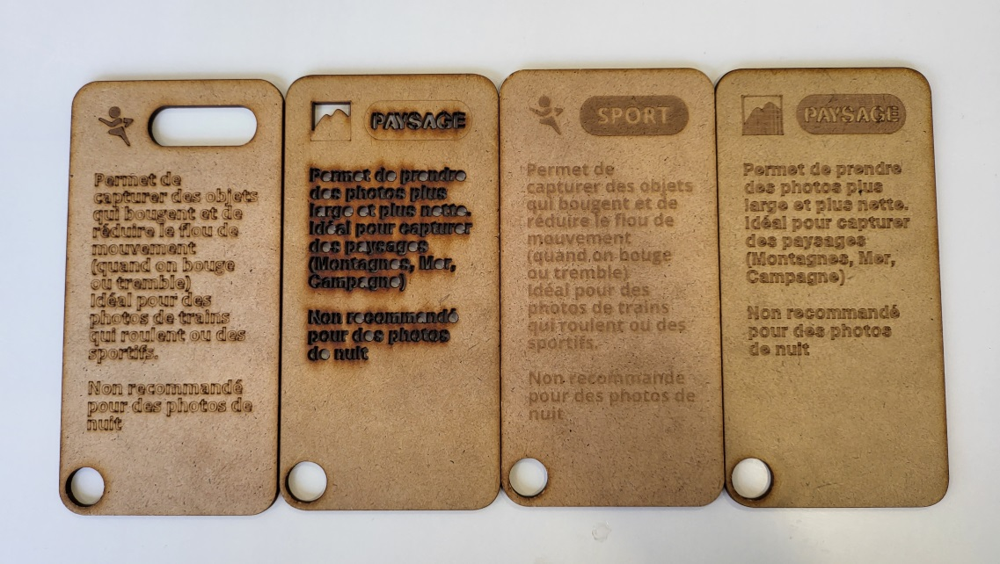 Permet de
capturer des objets
qui bougent et de
réduire le flou de
mouvement
(quand on bouge
ou tremble)
Idéal pour des
photos de trains
qui roulent ou des
sportifs.
Non recommandé
pour des photos de
nuit
PAYSAGE
Permet de prendre
des photos plus
large et plus nette.
Idéal pour capturer
des paysages
(Montagnes, Mer,
Campagne)
Non recommandé
pour des photos
de nuit
SPORT
Permet de
capturer des objets
qui bougent et de
réduire le flou de
mouvement
(quand on bouge
ou tremble)
Idéal pour des
photos de trains
qui roulent ou des
sportifs.
Non recommandé
pour des photos de
nuit
PAYSAGE
Permet de prendre
des photos plus
large et plus nette.
Idéal pour capturer
des paysages
(Montagnes, Mer,
Campagne)
Non recommandé
pour des photos
de nuit